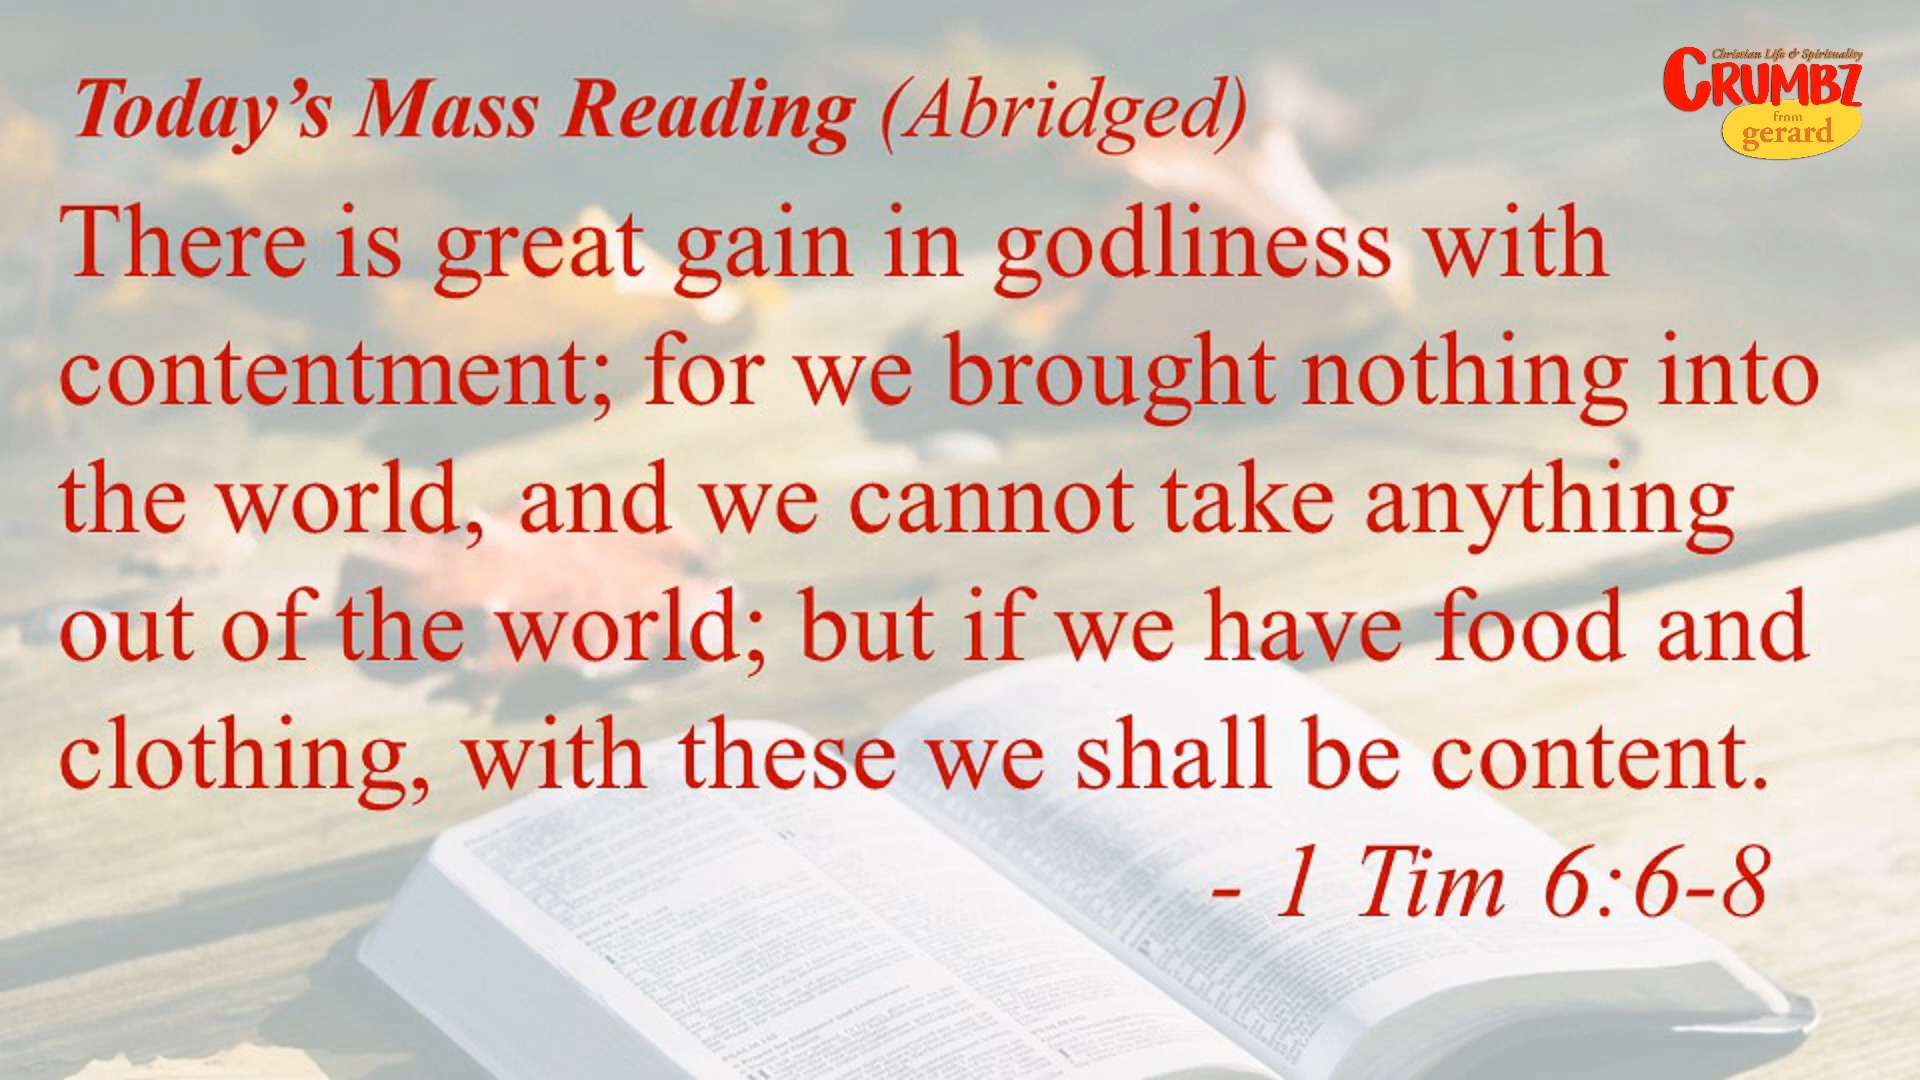 Christian Life & Spirituality
CRUMBZ
from
gerard
Today’s Mass Reading (Abridged)
There is great gain in godliness with
contentment; for we brought nothing into
the world, and we cannot take anything
out of the world; but if we have food and
clothing, with these we shall be content.
- 1 Tim 6:6-8